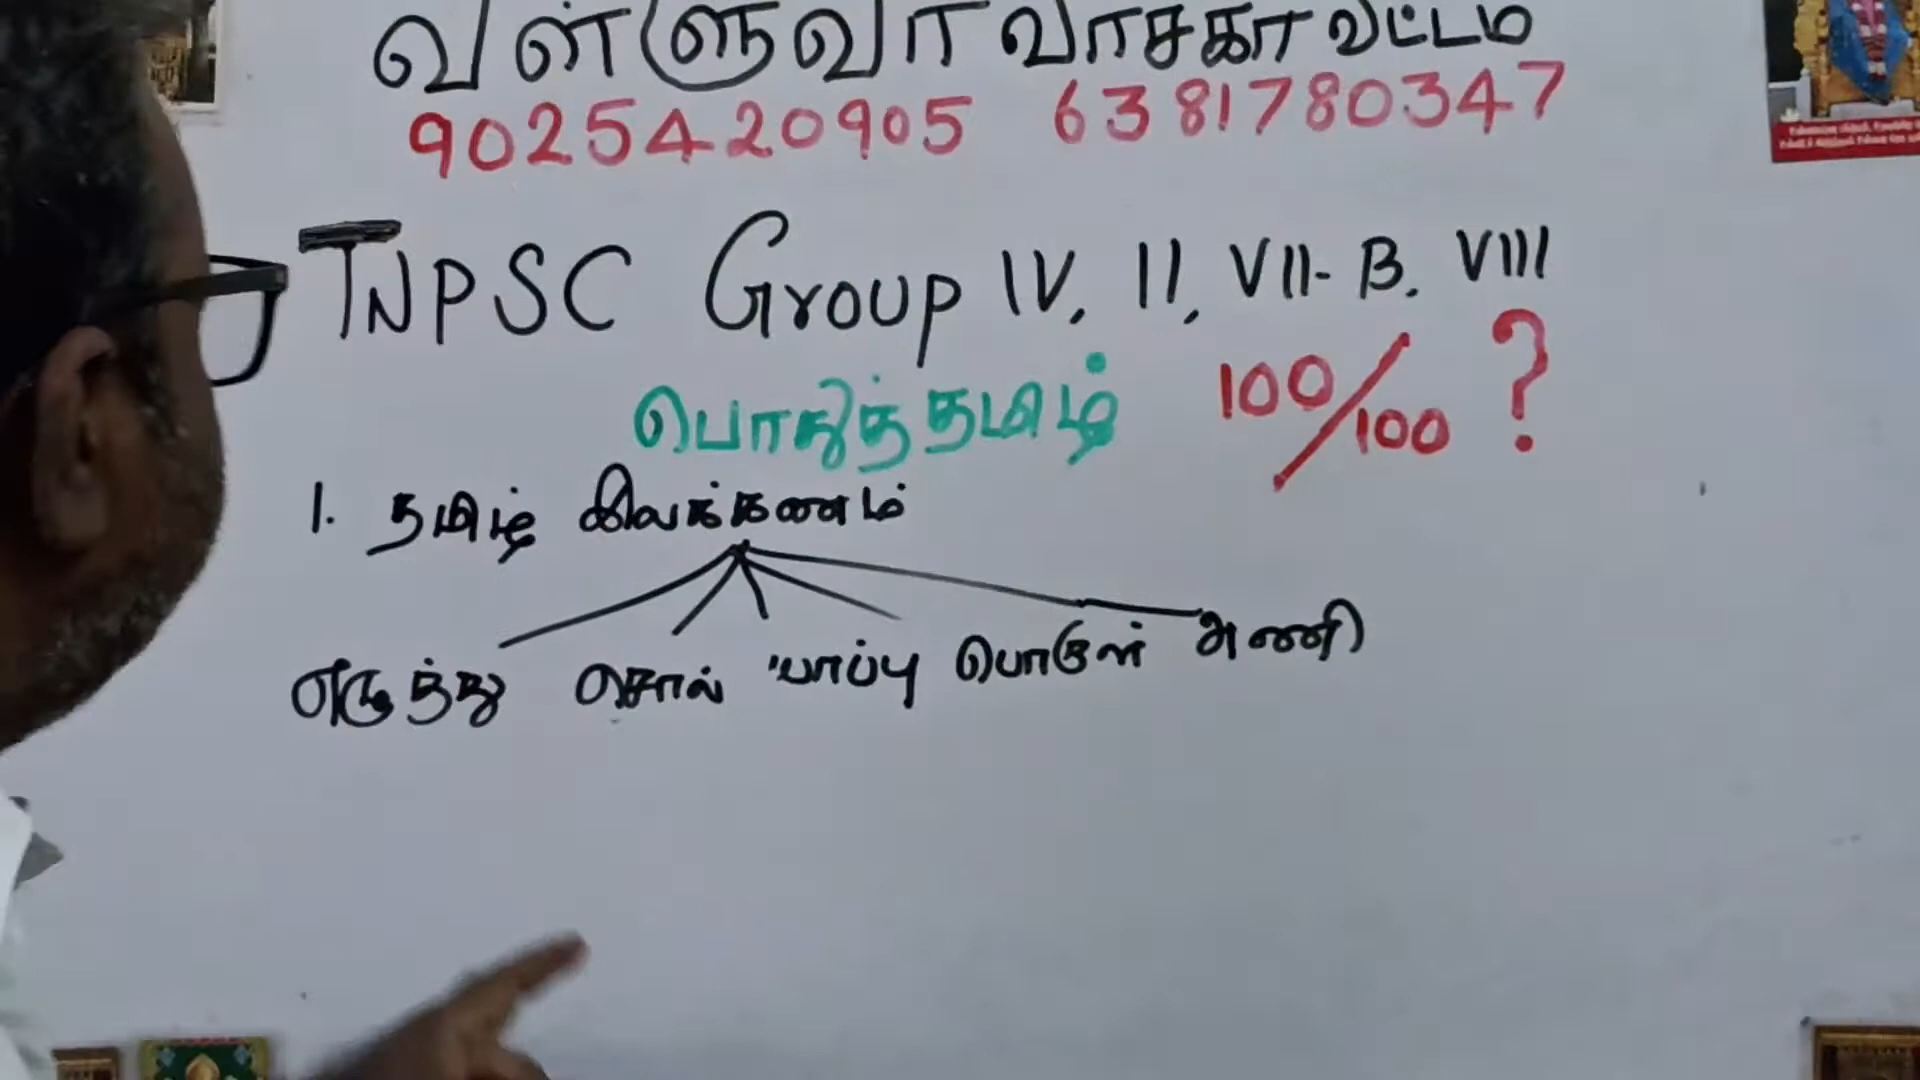 வள்ளுவர் வாசகர் வட்டம்
9025420905 6381780347
TNPSC Group IV, II, VII-B, VIII
பொதுத்தமிழ் 100/100 ?
1. தமிழ் இலக்கணம்
எழுத்து சொல் யாப்பு பொருள் அணி